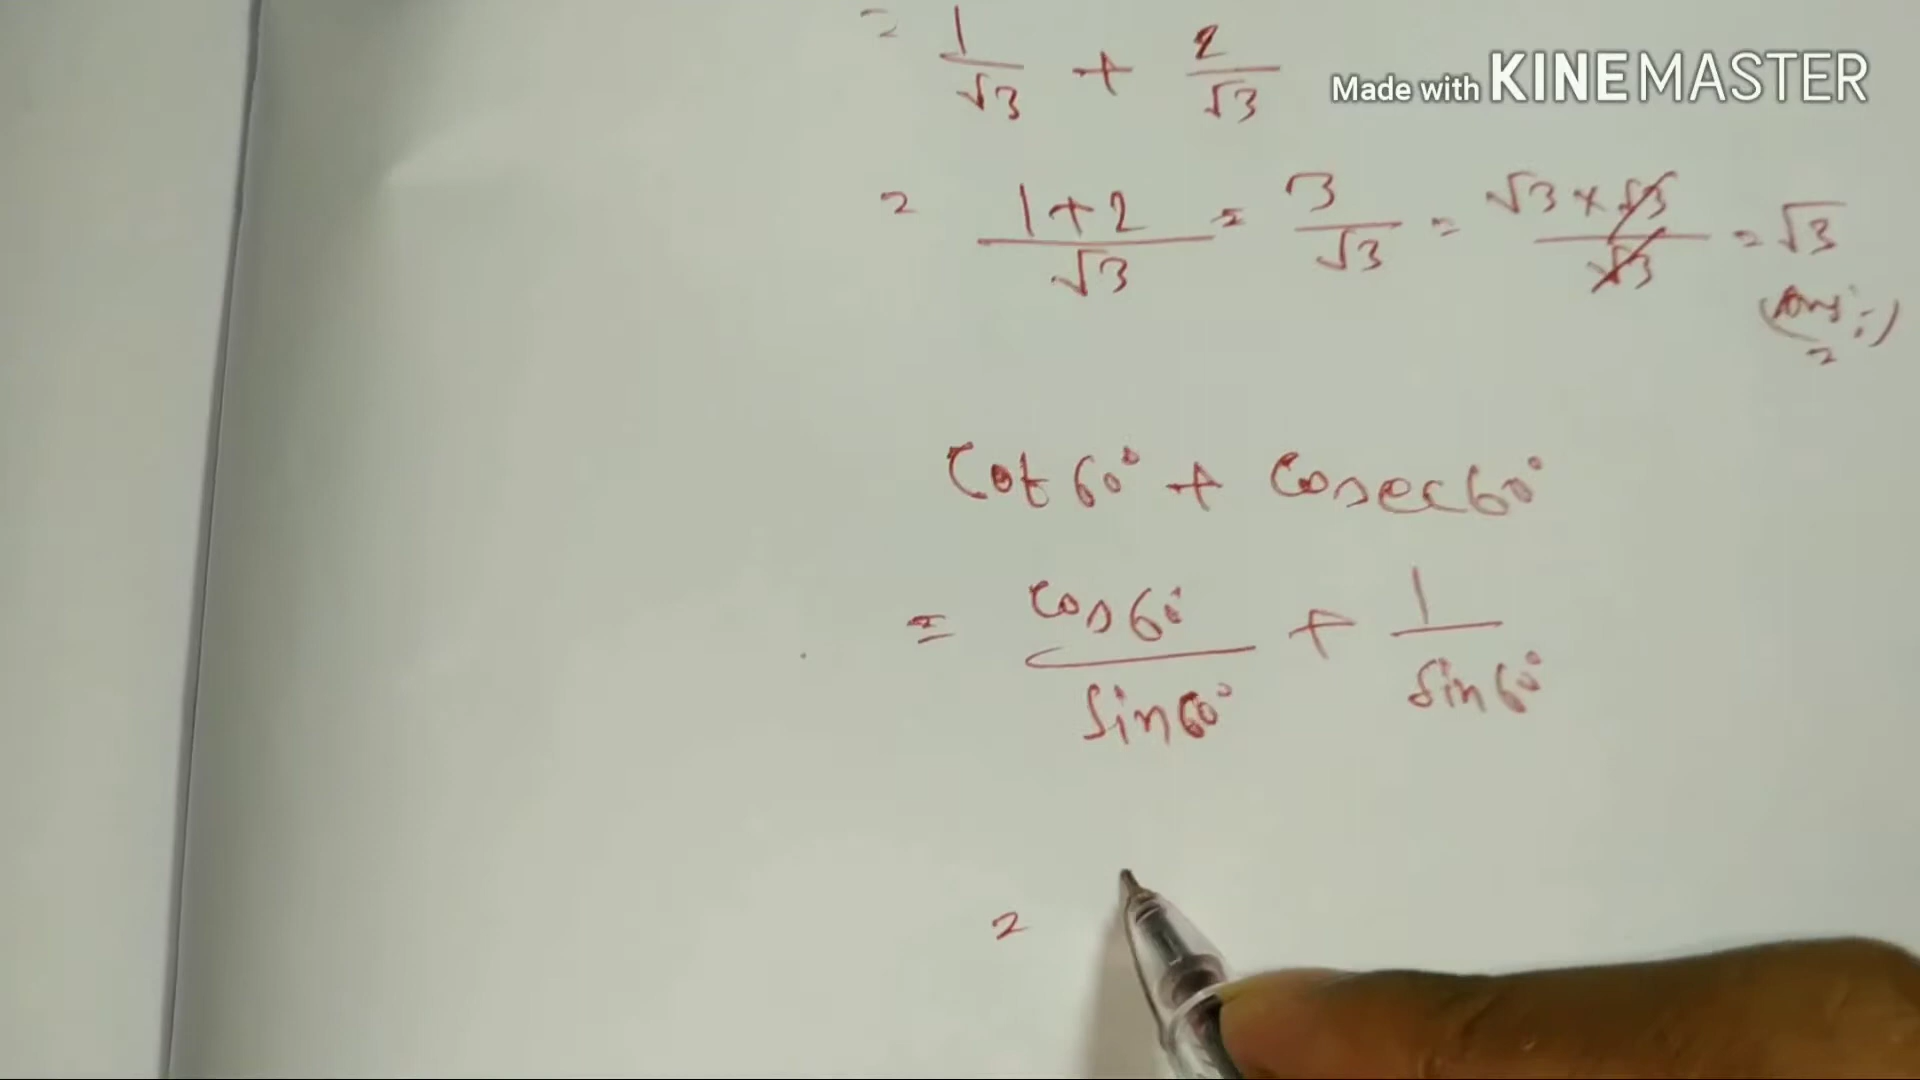 = 1/√3 + 2/√3
Made with KINEMASTER
= (1+2)/√3 = 3/√3 = (√3 × √3)/√3 = √3
(Ans:)
Cot 60° + Cosec 60°
= Cos 60°/Sin 60° + 1/Sin 60°
=